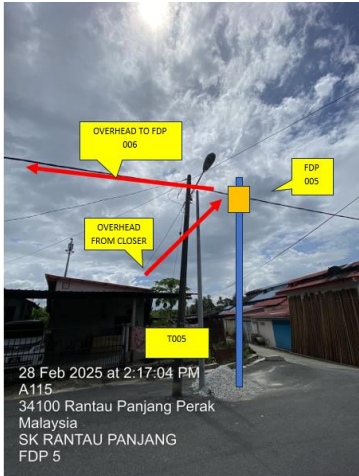 OVERHEAD TO FDP
006
FDP
005
OVERHEAD
FROM CLOSER
T005
28 Feb 2025 at 2:17:04 PM
A115
34100 Rantau Panjang Perak
Malaysia
SK RANTAU PANJANG
FDP 5